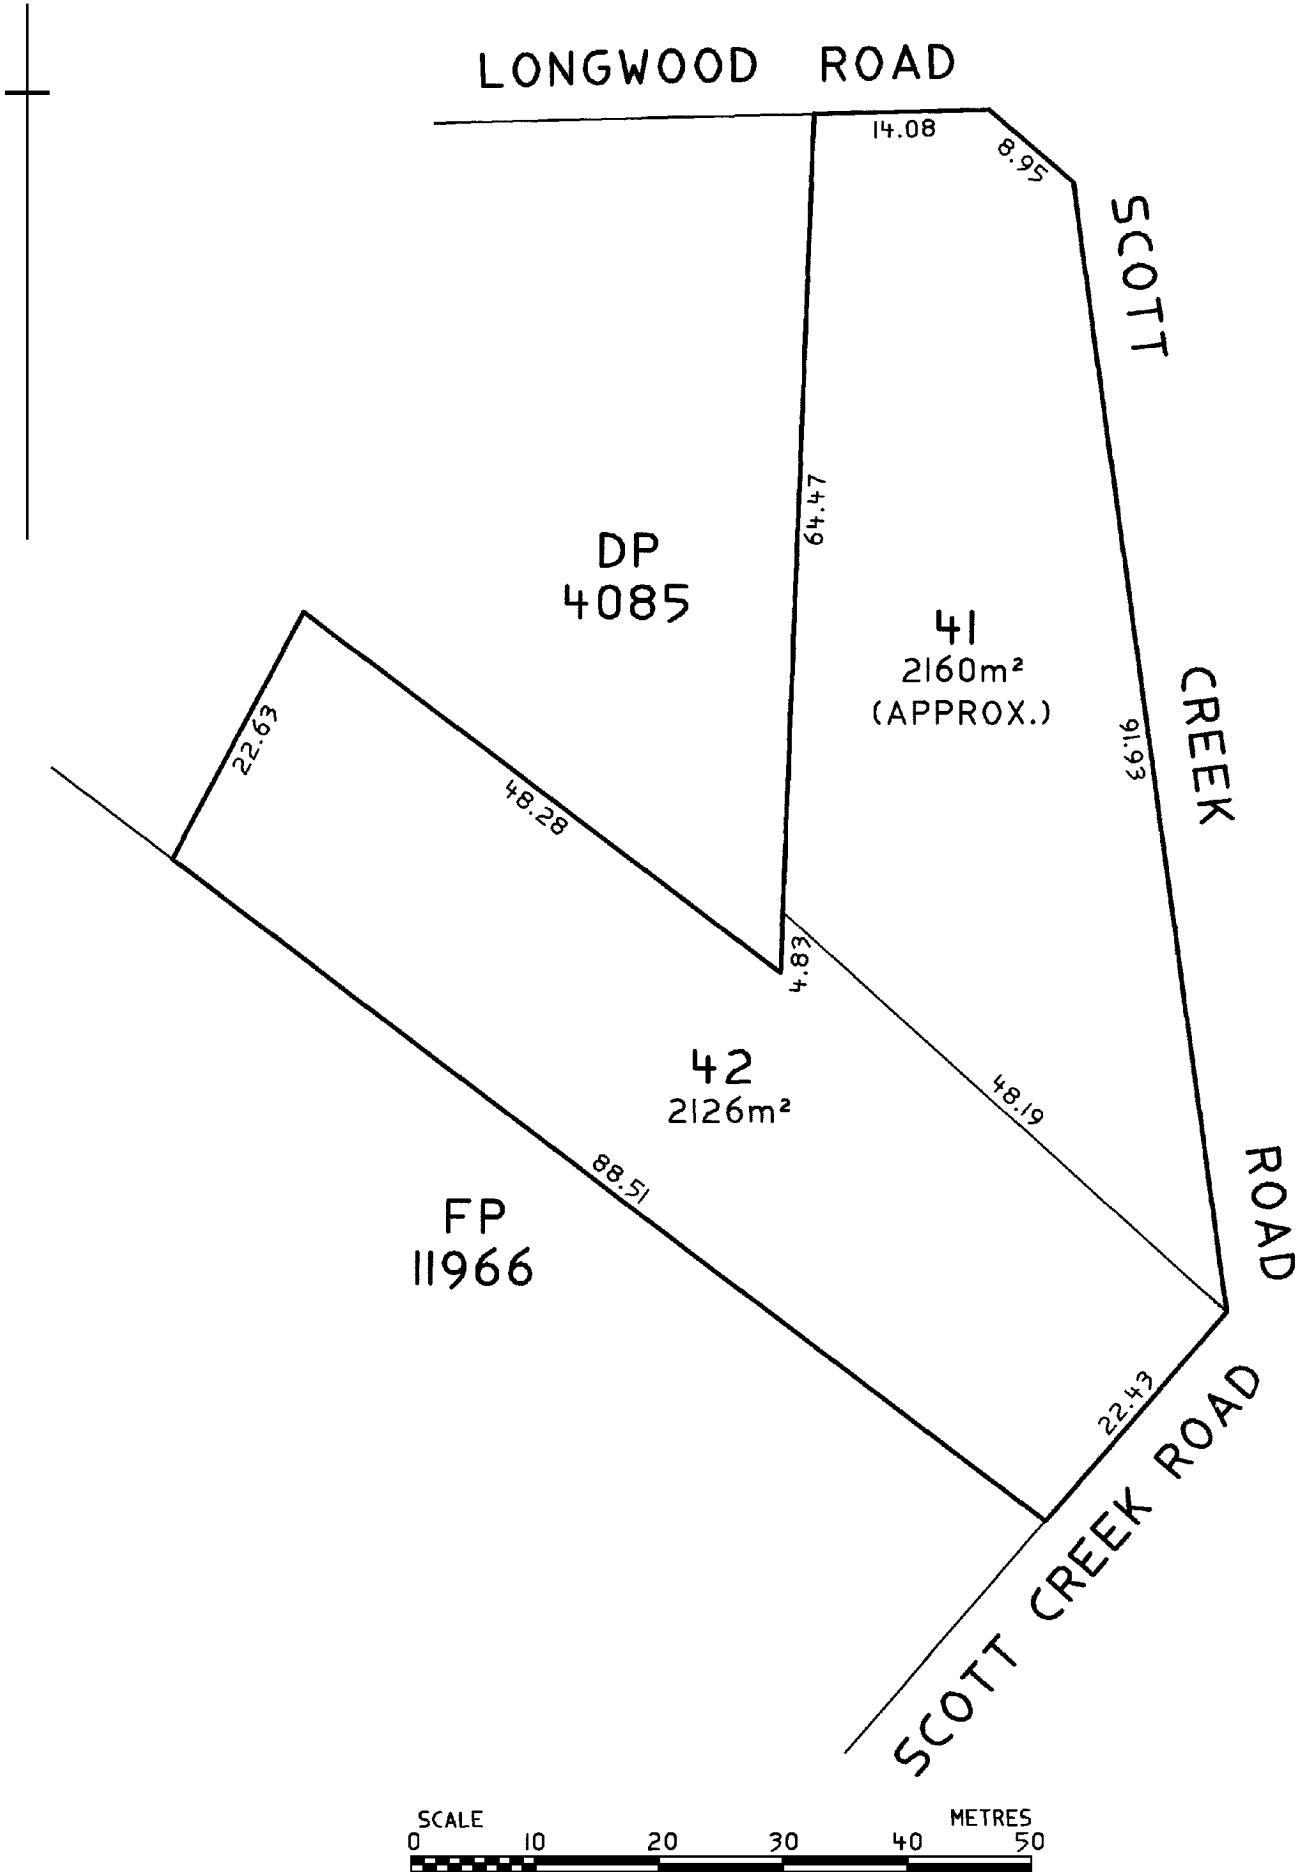 LONGWOOD ROAD
14.08
8.95
SCOTT
64.47
DP
4085
41
2160m²
(APPROX.)
CREEK
22.63
91.93
48.28
4.83
42
2126m²
48.19
ROAD
88.51
FP
11966
22.43
SCOTT CREEK ROAD
SCALE METRES
0 10 20 30 40 50